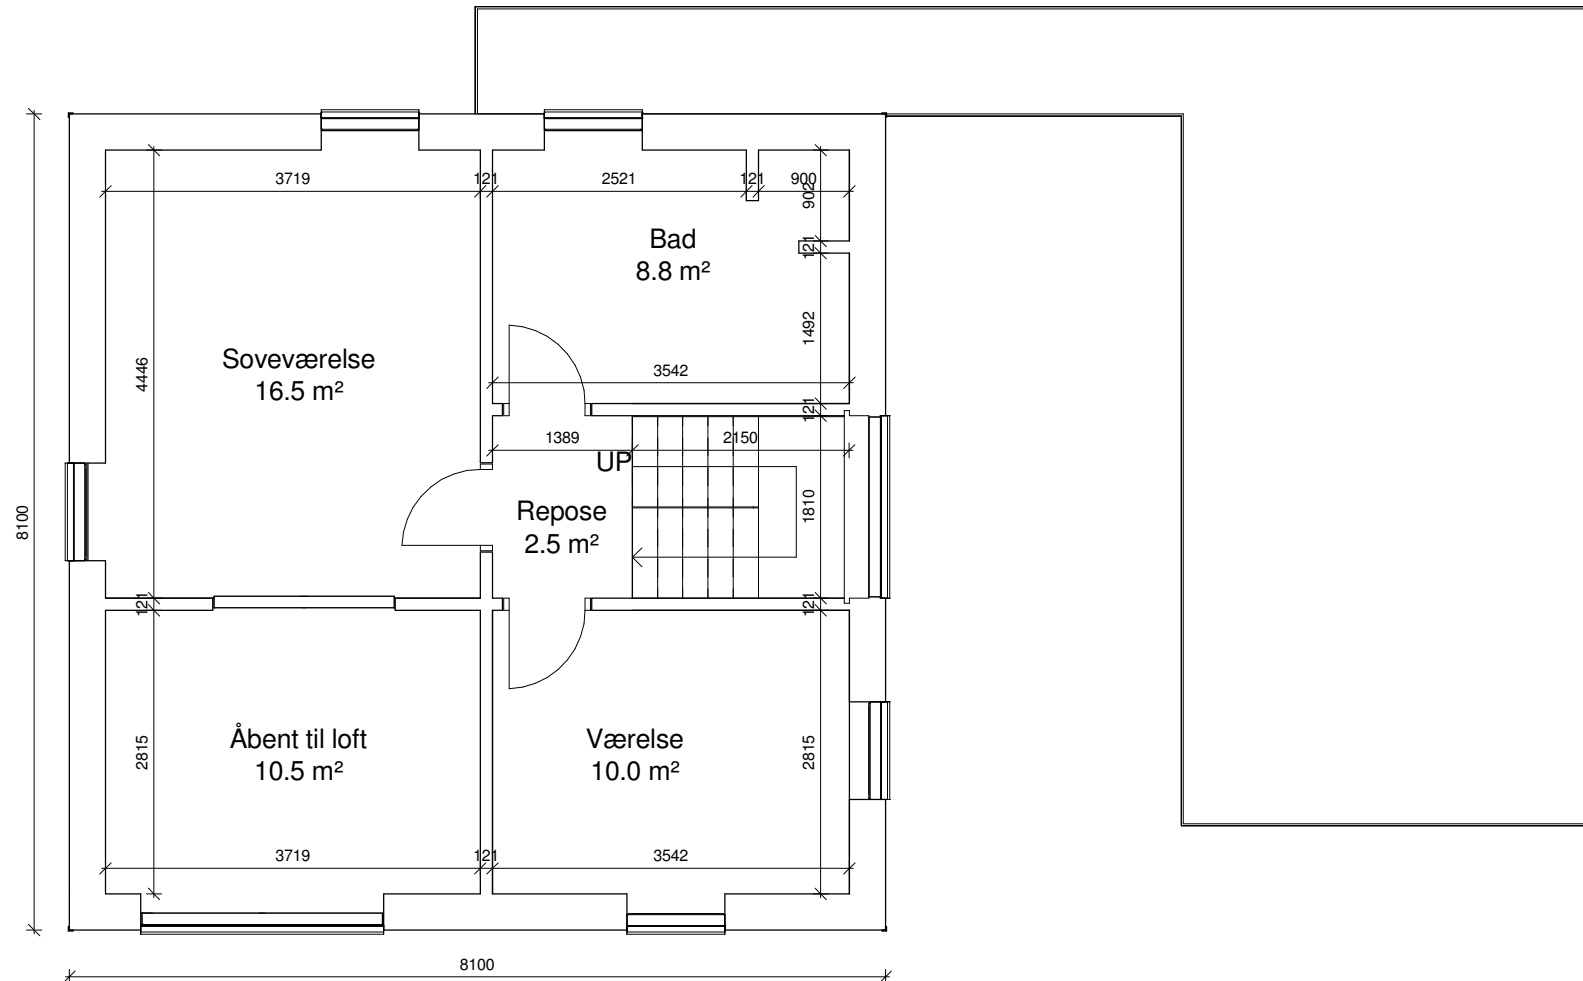 3719
121
2521
121
900
902
Bad
8.8 m²
121
1492
4446
Soveværelse
16.5 m²
3542
121
1389
2150
UP
8100
Repose
2.5 m²
1810
121
121
Åbent til loft
10.5 m²
2815
Værelse
10.0 m²
2815
3719
121
3542
8100